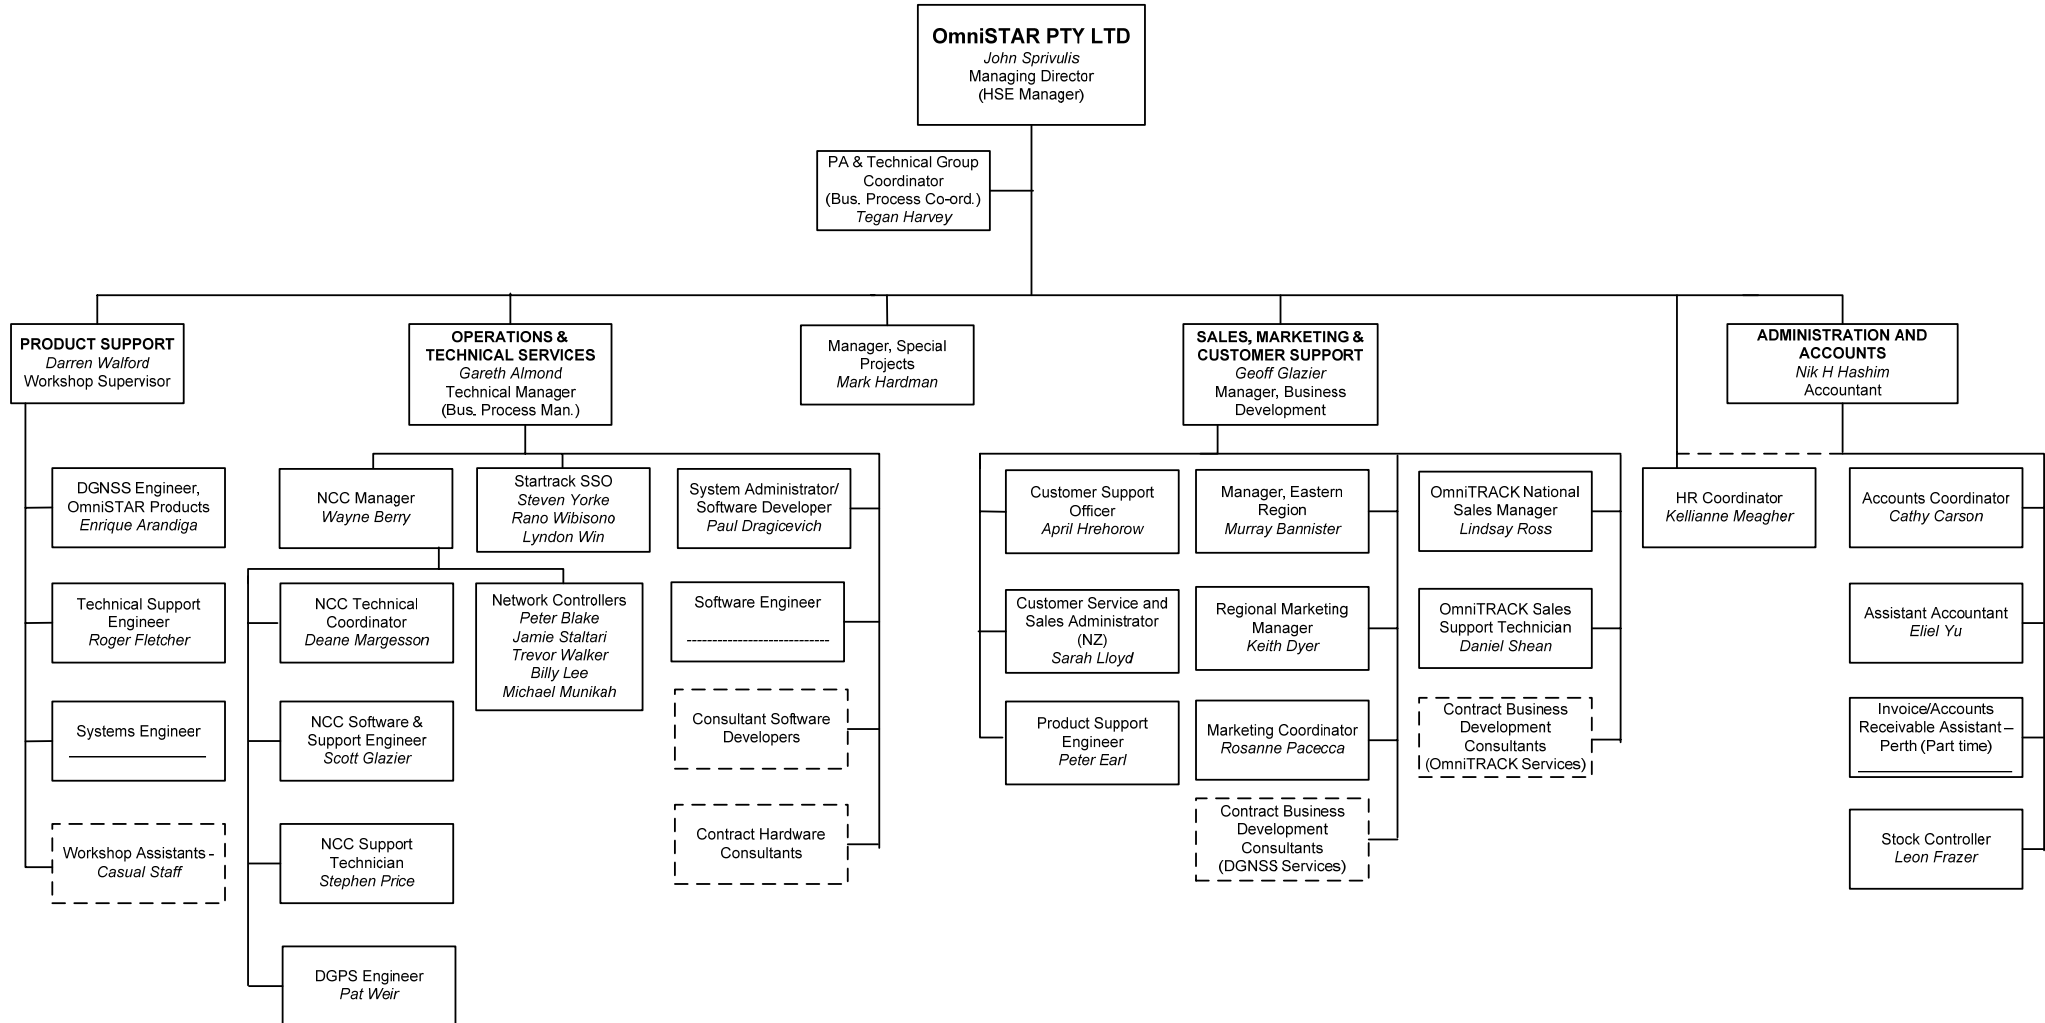 OmniSTAR PTY LTD
John Sprivulis
Managing Director
(HSE Manager)
PA & Technical Group
Coordinator
(Bus. Process Co-ord.)
Tegan Harvey
PRODUCT SUPPORT
Darren Walford
Workshop Supervisor
OPERATIONS &
TECHNICAL SERVICES
Gareth Almond
Technical Manager
(Bus. Process Man.)
Manager, Special
Projects
Mark Hardman
SALES, MARKETING &
CUSTOMER SUPPORT
Geoff Glazier
Manager, Business
Development
ADMINISTRATION AND
ACCOUNTS
Nik H Hashim
Accountant
DGNSS Engineer,
OmniSTAR Products
Enrique Arandiga
Technical Support
Engineer
Roger Fletcher
Systems Engineer
Workshop Assistants -
Casual Staff
NCC Manager
Wayne Berry
Startrack SSO
Steven Yorke
Rano Wibisono
Lyndon Win
System Administrator/
Software Developer
Paul Dragicevich
NCC Technical
Coordinator
Deane Margesson
Network Controllers
Peter Blake
Jamie Staltari
Trevor Walker
Billy Lee
Michael Munikah
Software Engineer
NCC Software &
Support Engineer
Scott Glazier
Consultant Software
Developers
NCC Support
Technician
Stephen Price
Contract Hardware
Consultants
DGPS Engineer
Pat Weir
Customer Support
Officer
April Hrehorow
Customer Service and
Sales Administrator
(NZ)
Sarah Lloyd
Product Support
Engineer
Peter Earl
Manager, Eastern
Region
Murray Bannister
Regional Marketing
Manager
Keith Dyer
Marketing Coordinator
Rosanne Pacecca
Contract Business
Development
Consultants
(DGNSS Services)
OmniTRACK National
Sales Manager
Lindsay Ross
OmniTRACK Sales
Support Technician
Daniel Shean
Contract Business
Development
Consultants
(OmniTRACK Services)
HR Coordinator
Kellianne Meagher
Accounts Coordinator
Cathy Carson
Assistant Accountant
Eliel Yu
Invoice/Accounts
Receivable Assistant –
Perth (Part time)
Stock Controller
Leon Frazer